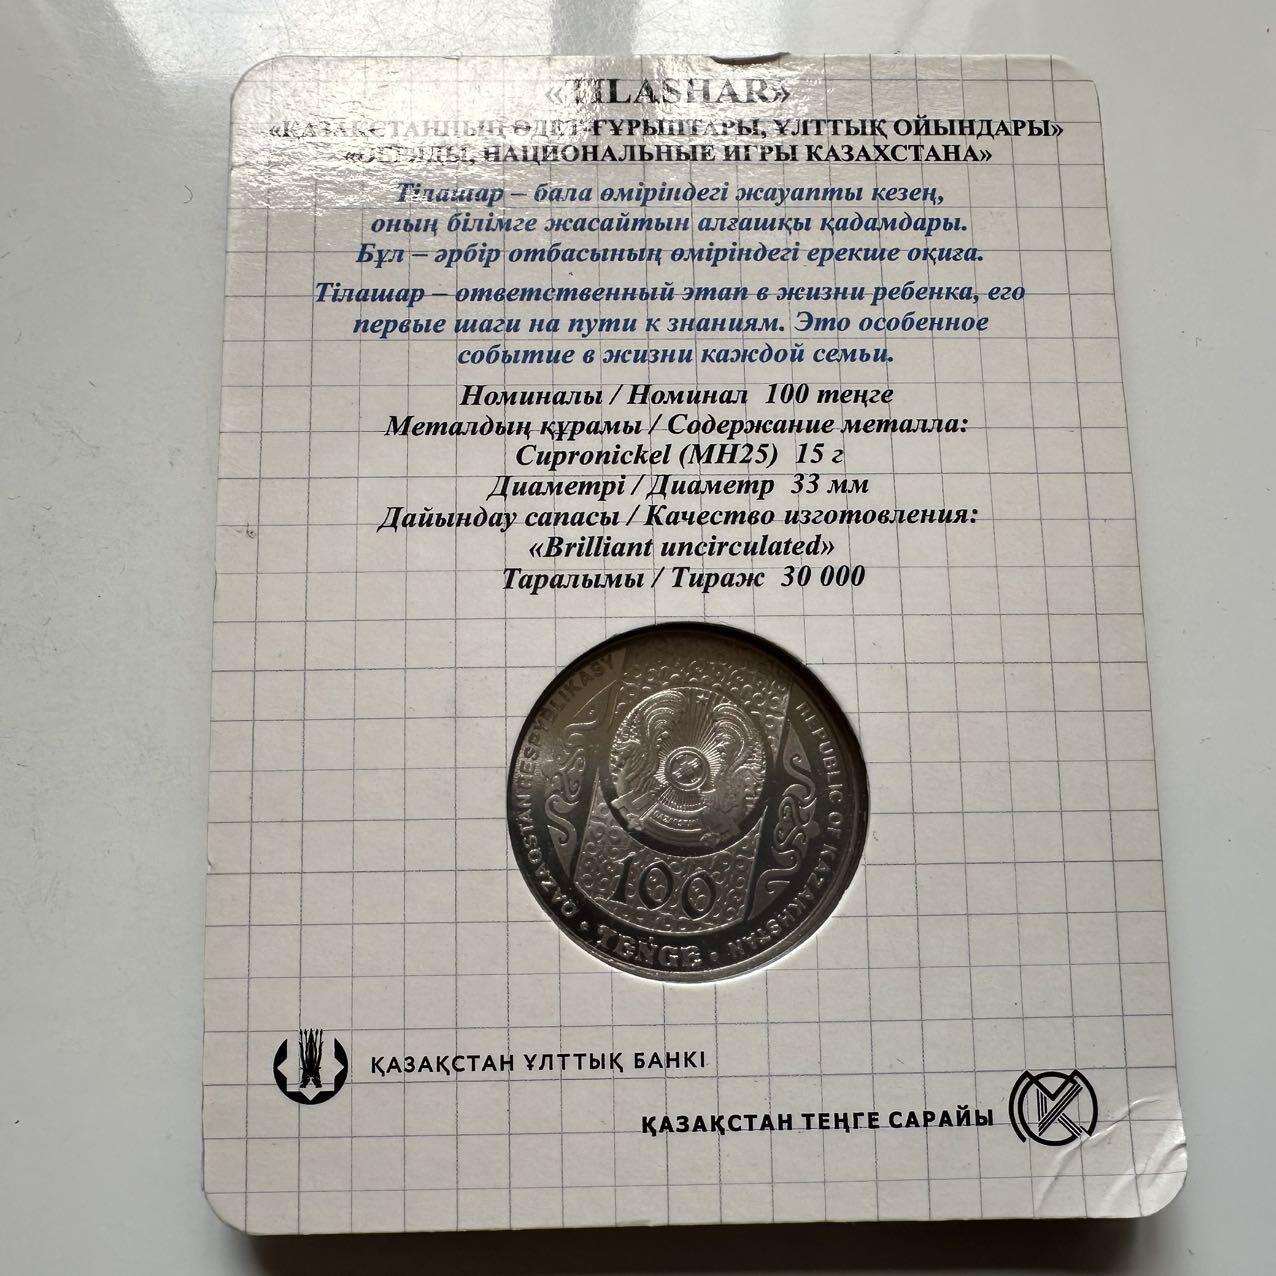 «TILASHAR»
«ҚАЗАҚСТАННЫҢ ӘДЕТ-ҒҰРЫПТАРЫ, ҰЛТТЫҚ ОЙЫНДАРЫ»
«ОБРЯДЫ, НАЦИОНАЛЬНЫЕ ИГРЫ КАЗАХСТАНА»
Тілашар – бала өміріндегі жауапты кезең,
оның білімге жасайтын алғашқы қадамдары.
Бұл – әрбір отбасының өміріндегі ерекше оқиға.
Тілашар – ответственный этап в жизни ребенка, его
первые шаги на пути к знаниям. Это особенное
событие в жизни каждой семьи.
Номиналы / Номинал 100 теңге
Металдың құрамы / Содержание металла:
Cupronickel (МН25) 15 г
Диаметрі / Диаметр 33 мм
Дайындау сапасы / Качество изготовления:
«Brilliant uncirculated»
Таралымы / Тираж 30 000
QAZAQSTAN RESPYBLIKASY
REPUBLIC OF KAZAKHSTAN
100
• TEŃGE •
ҚАЗАҚСТАН ҰЛТТЫҚ БАНКІ
ҚАЗАҚСТАН ТЕҢГЕ САРАЙЫ